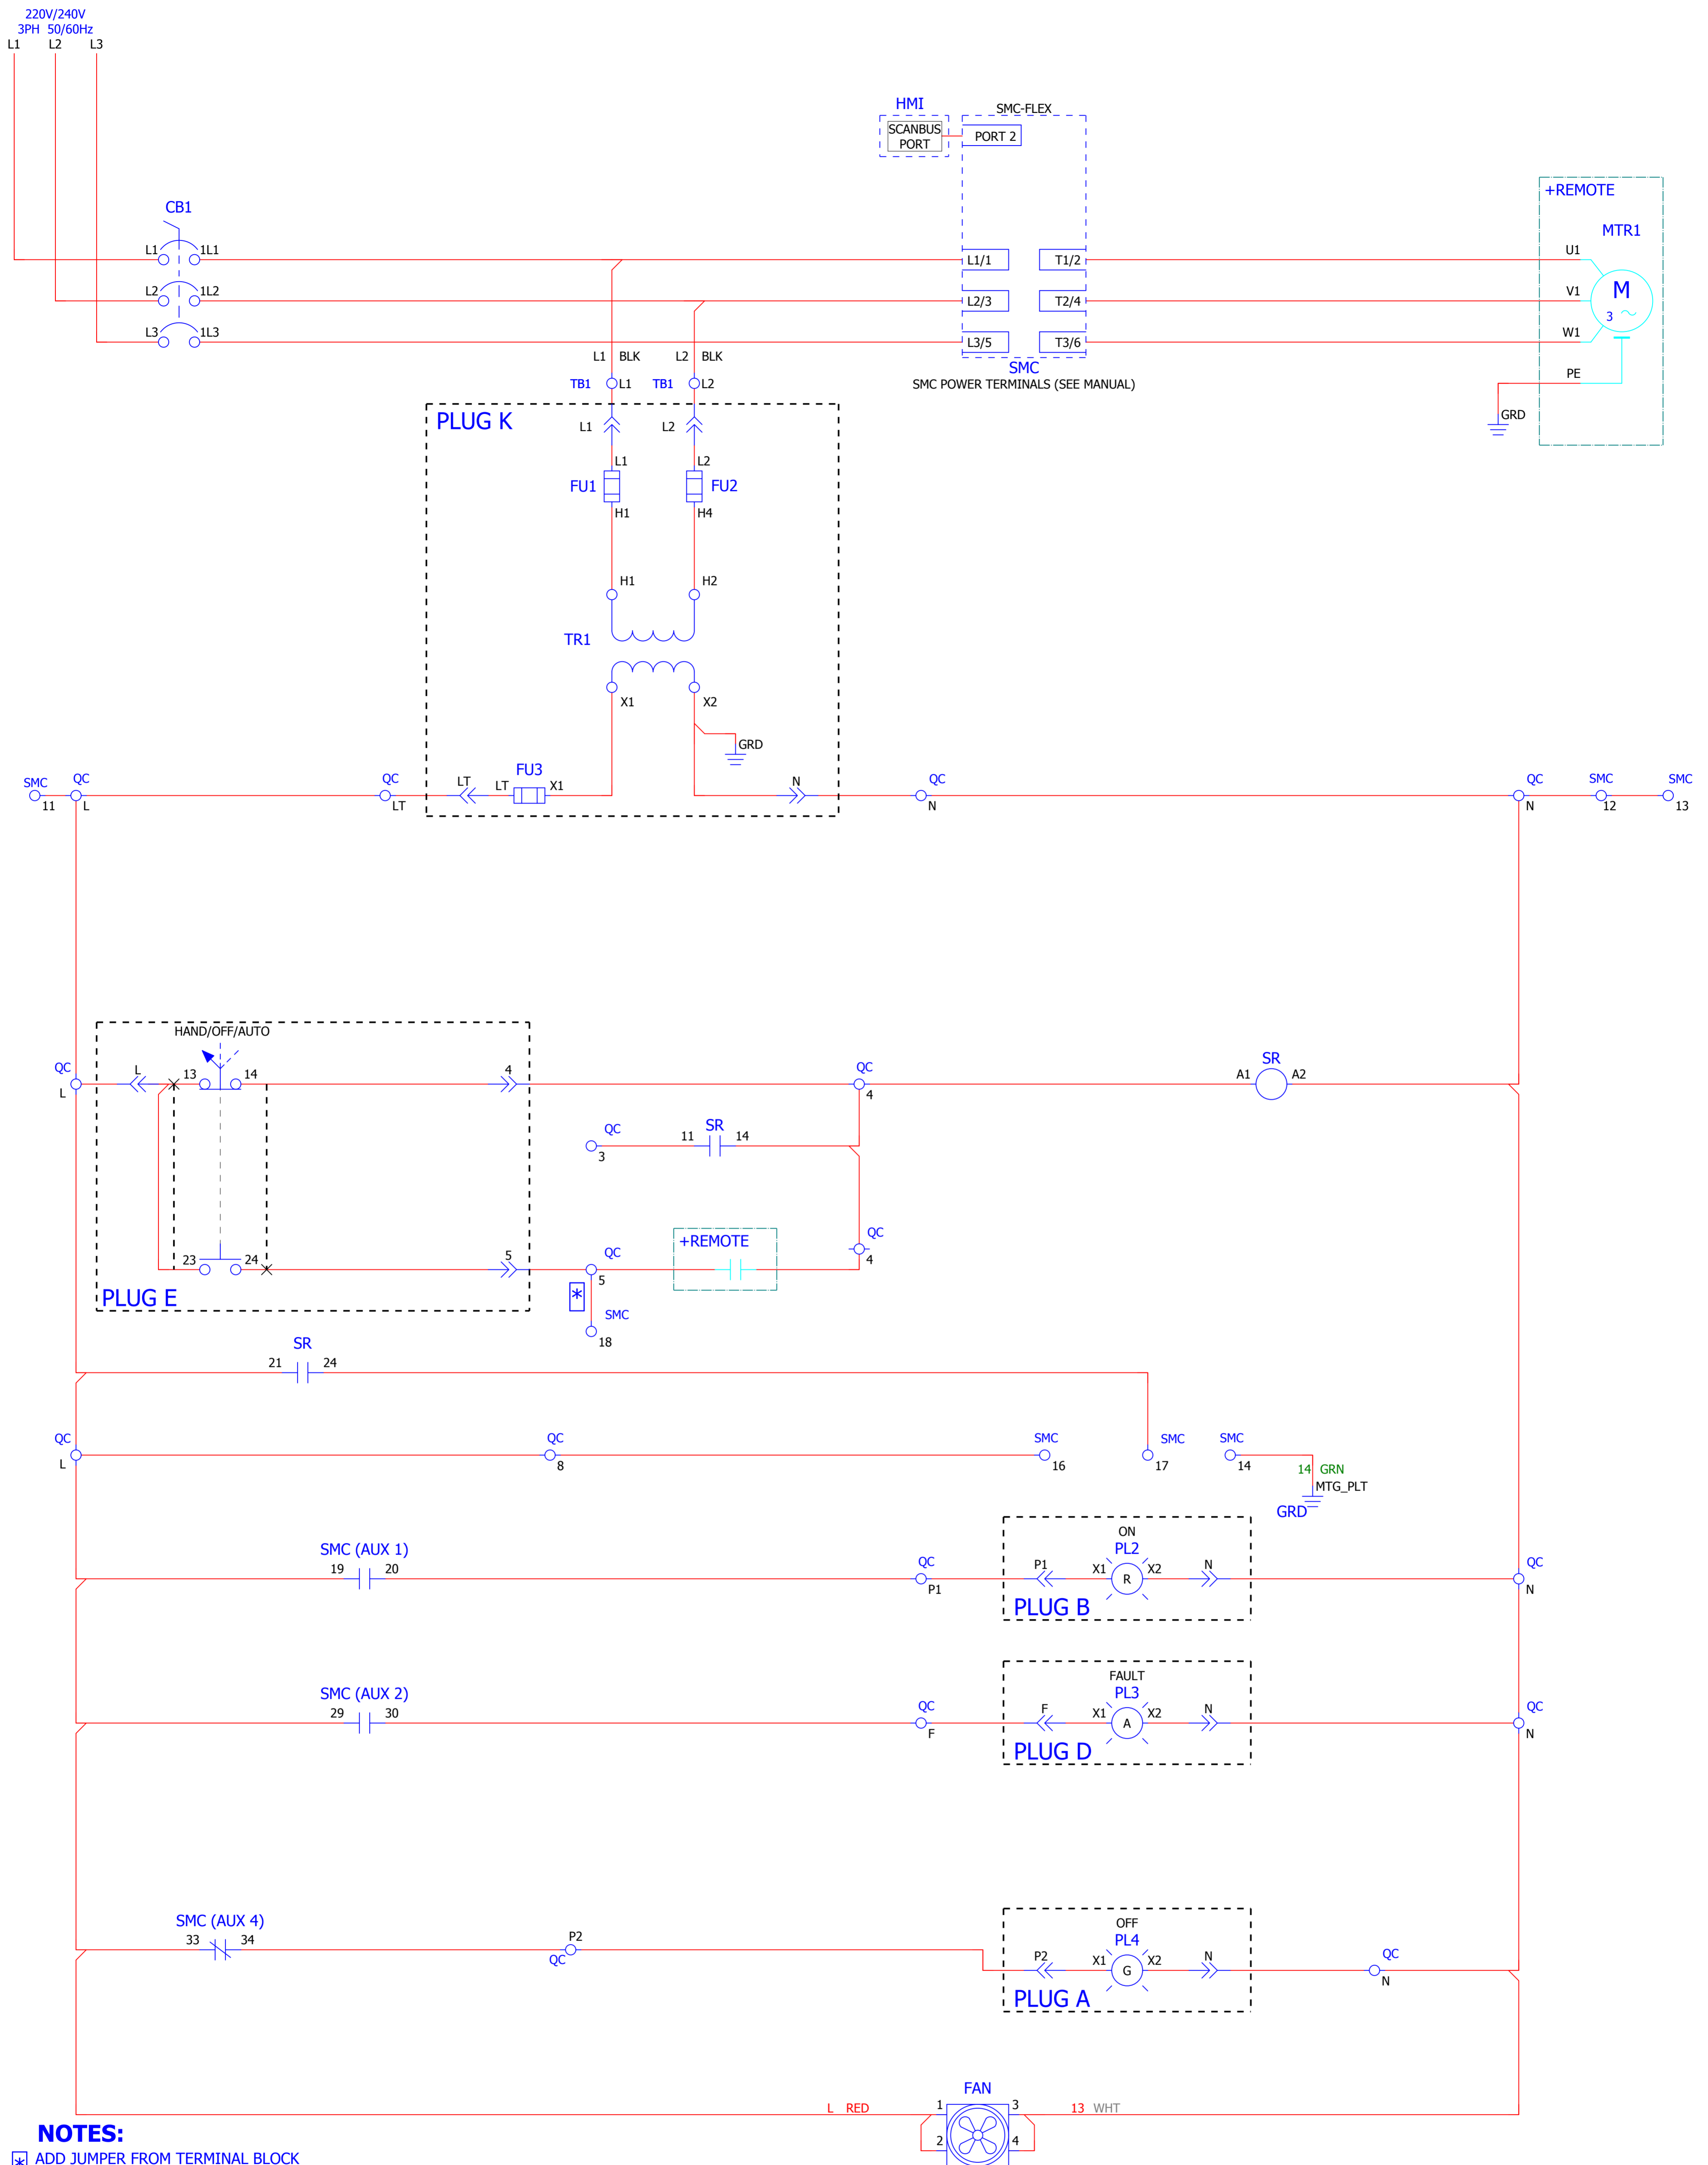 220V/240V
3PH 50/60Hz
L1 L2 L3
HMI
SCANBUS
PORT
SMC-FLEX
PORT 2
+REMOTE
MTR1
CB1
L1 1L1
L1/1 T1/2
U1
L2 1L2
L2/3 T2/4
V1
M
3
L3 1L3
L3/5 T3/6
W1
L1 BLK L2 BLK
SMC
SMC POWER TERMINALS (SEE MANUAL)
PE
GRD
TB1 L1 TB1 L2
PLUG K
L1 L2
L1 L2
FU1 FU2
H1 H4
H1 H2
TR1
X1 X2
GRD
SMC QC QC
11 L LT
LT LT FU3 X1
N
QC
N
QC SMC SMC
N 12 13
HAND/OFF/AUTO
QC
L
L 13 14 4
QC
4
SR
A1 A2
QC
3
SR
11 14
23 24 5
PLUG E
QC
5
*
SMC
18
+REMOTE
QC
4
SR
21 24
QC
L
QC
8
SMC
16
SMC
17
SMC
14
14 GRN
MTG_PLT
GRD
SMC (AUX 1)
19 20
QC
P1
ON
PL2
P1 X1 R X2 N
PLUG B
QC
N
SMC (AUX 2)
29 30
QC
F
FAULT
PL3
F X1 A X2 N
PLUG D
QC
N
SMC (AUX 4)
33 34
P2
QC
OFF
PL4
P2 X1 G X2 N
PLUG A
QC
N
FAN
L RED 1 3 13 WHT
2 4
NOTES:
* ADD JUMPER FROM TERMINAL BLOCK